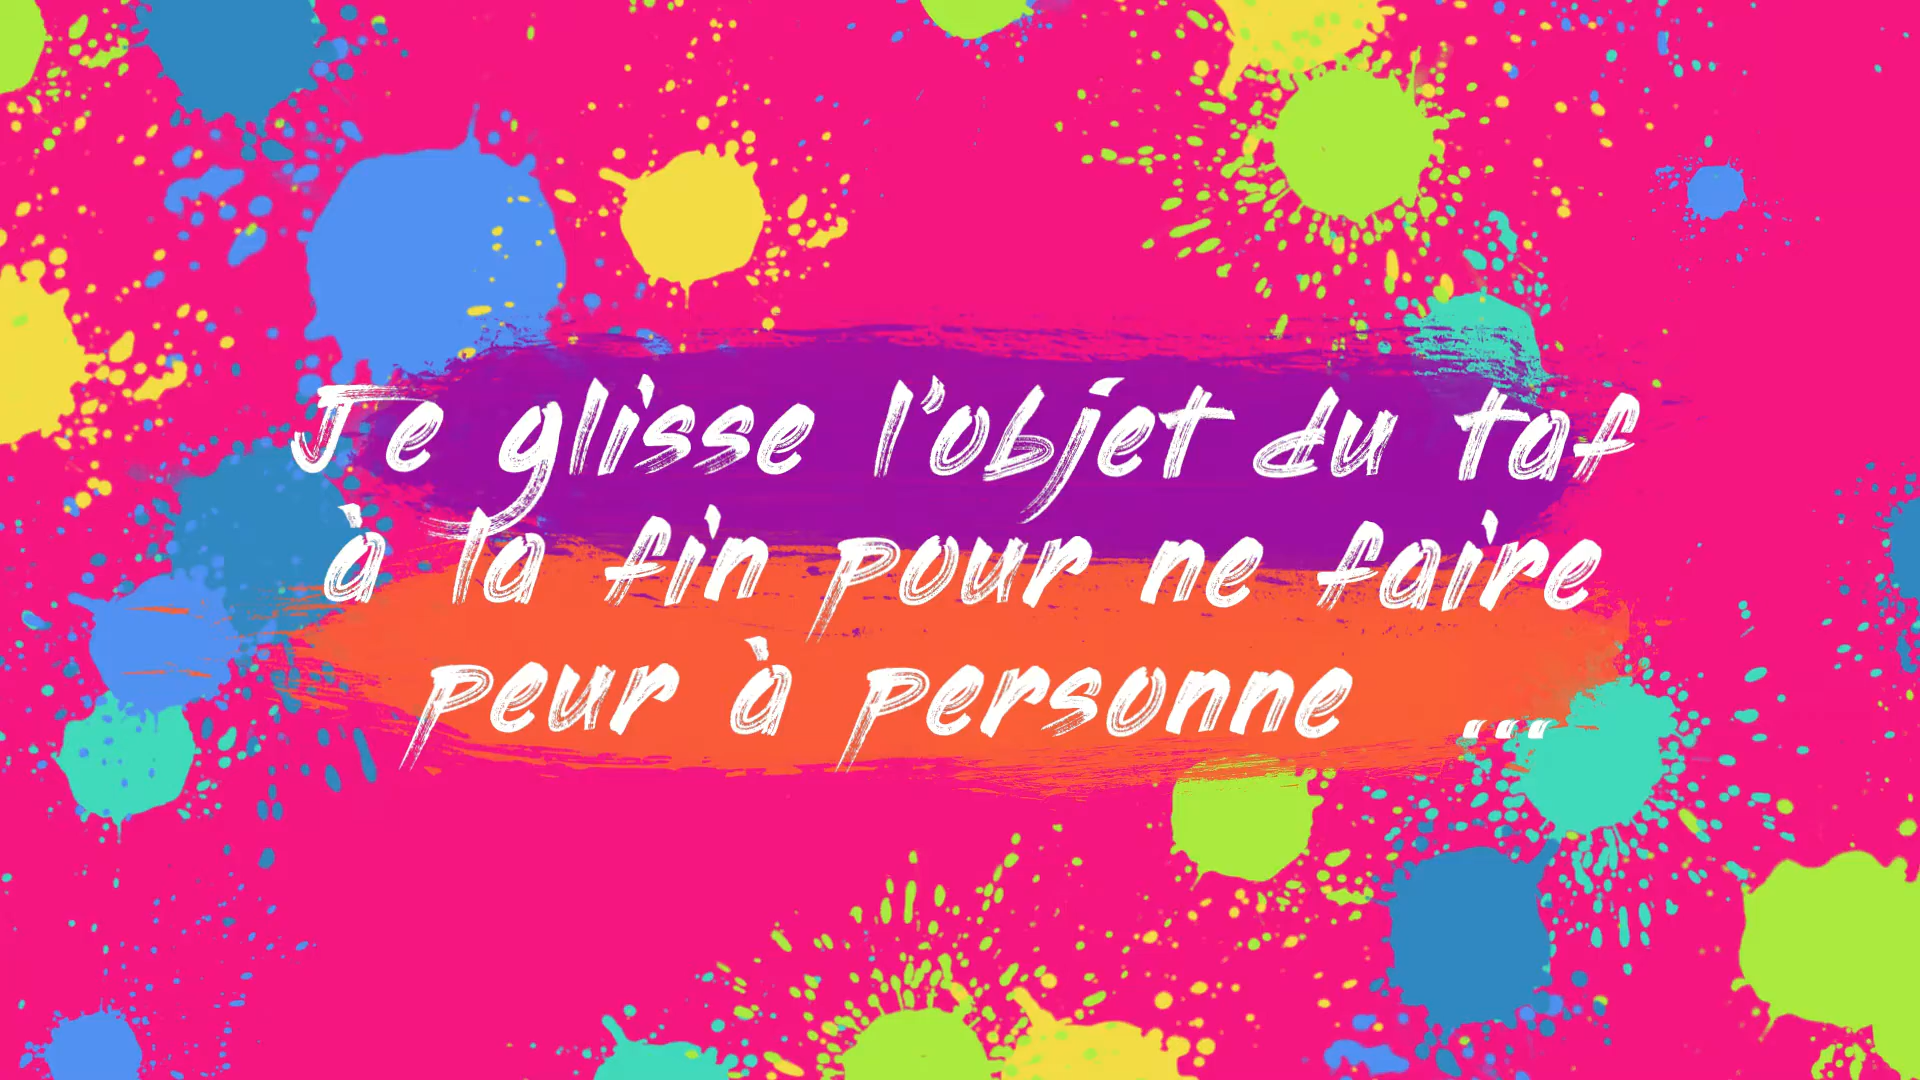 Je glisse l'objet du taf
à la fin pour ne faire
peur à personne ...